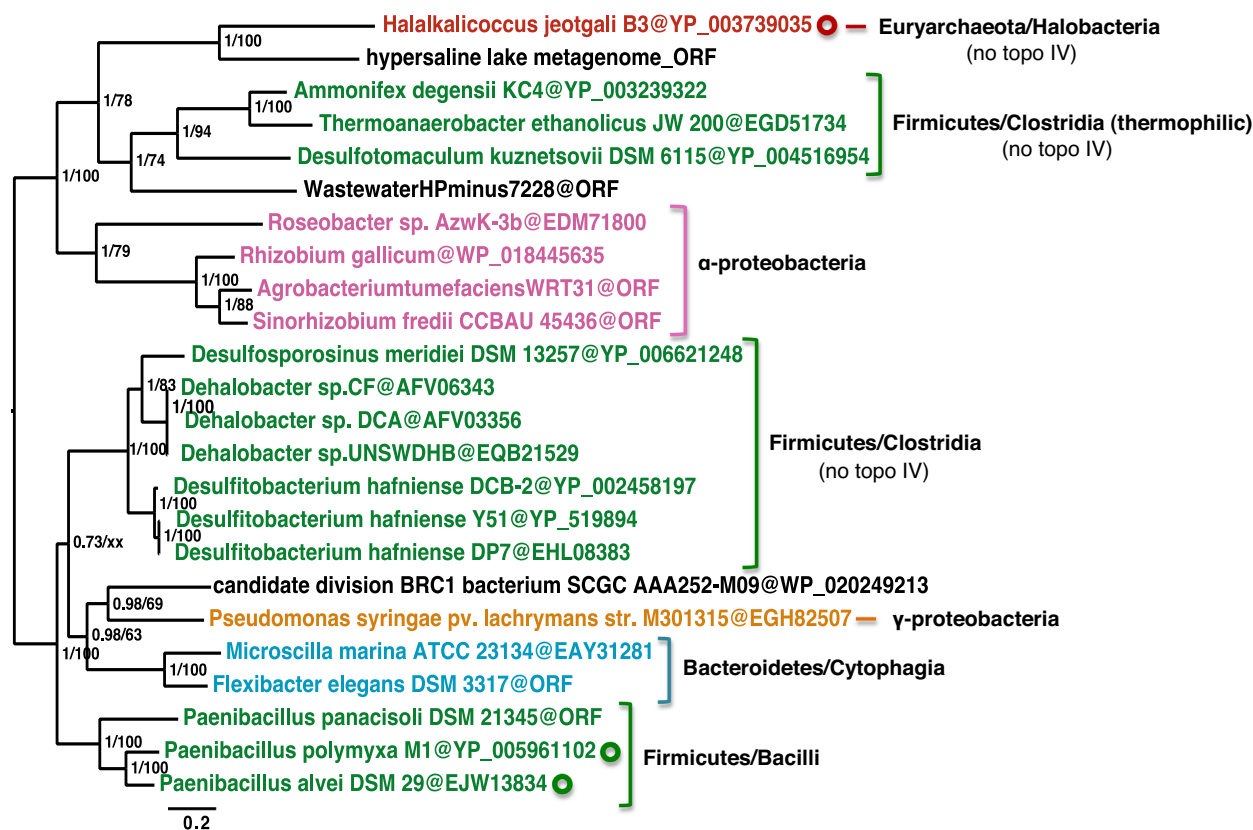 Halalkalicoccus jeotgali B3@YP_003739035
Euryarchaeota/Halobacteria
(no topo IV)
1/100
hypersaline lake metagenome_ORF
1/78
Ammonifex degensii KC4@YP_003239322
1/100
Thermoanaerobacter ethanolicus JW 200@EGD51734
Firmicutes/Clostridia (thermophilic)
(no topo IV)
1/94
Desulfotomaculum kuznetsovii DSM 6115@YP_004516954
1/74
1/100
WastewaterHPminus7228@ORF
Roseobacter sp. AzwK-3b@EDM71800
1/79
Rhizobium gallicum@WP_018445635
α-proteobacteria
1/100
AgrobacteriumtumefaciensWRT31@ORF
1/88
Sinorhizobium fredii CCBAU 45436@ORF
Desulfosporosinus meridiei DSM 13257@YP_006621248
1/83
Dehalobacter sp.CF@AFV06343
1/100
Dehalobacter sp. DCA@AFV03356
1/100
Dehalobacter sp.UNSWDHB@EQB21529
Firmicutes/Clostridia
(no topo IV)
Desulfitobacterium hafniense DCB-2@YP_002458197
1/100
Desulfitobacterium hafniense Y51@YP_519894
1/100
0.73/xx
Desulfitobacterium hafniense DP7@EHL08383
candidate division BRC1 bacterium SCGC AAA252-M09@WP_020249213
0.98/69
Pseudomonas syringae pv. lachrymans str. M301315@EGH82507
γ-proteobacteria
0.98/63
1/100
Microscilla marina ATCC 23134@EAY31281
1/100
Bacteroidetes/Cytophagia
Flexibacter elegans DSM 3317@ORF
Paenibacillus panacisoli DSM 21345@ORF
1/100
Paenibacillus polymyxa M1@YP_005961102
Firmicutes/Bacilli
1/100
Paenibacillus alvei DSM 29@EJW13834
0.2